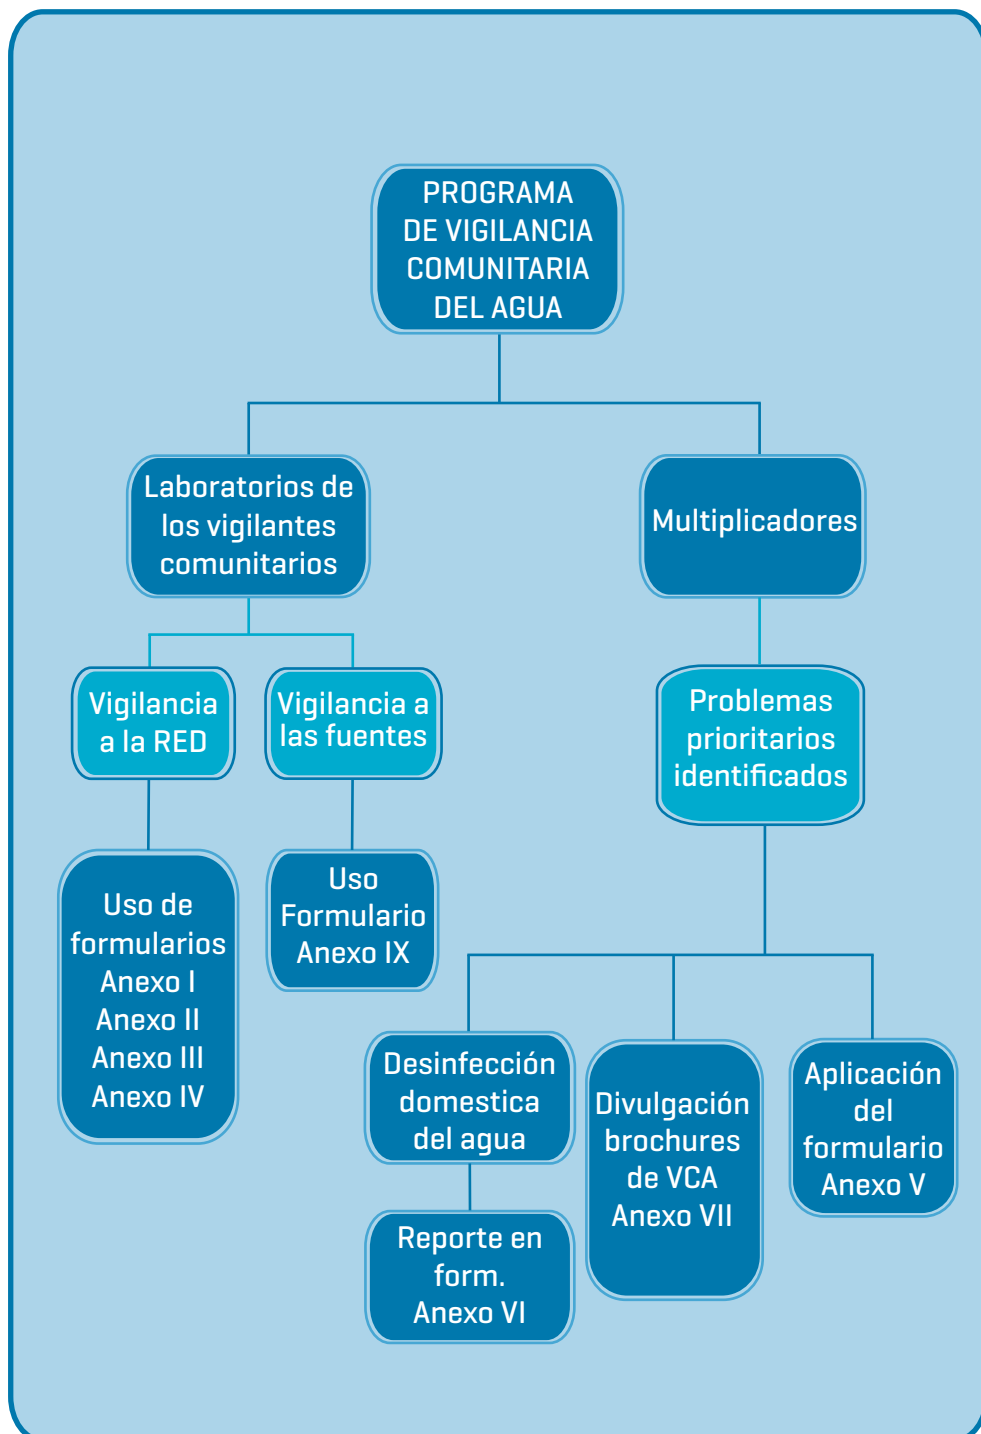 PROGRAMA
DE VIGILANCIA
COMUNITARIA
DEL AGUA
Laboratorios de
los vigilantes
comunitarios
Multiplicadores
Vigilancia
a la RED
Vigilancia a
las fuentes
Problemas
prioritarios
identificados
Uso de
formularios
Anexo I
Anexo II
Anexo III
Anexo IV
Uso
Formulario
Anexo IX
Desinfección
domestica
del agua
Divulgación
brochures
de VCA
Anexo VII
Aplicación
del
formulario
Anexo V
Reporte en
form.
Anexo VI